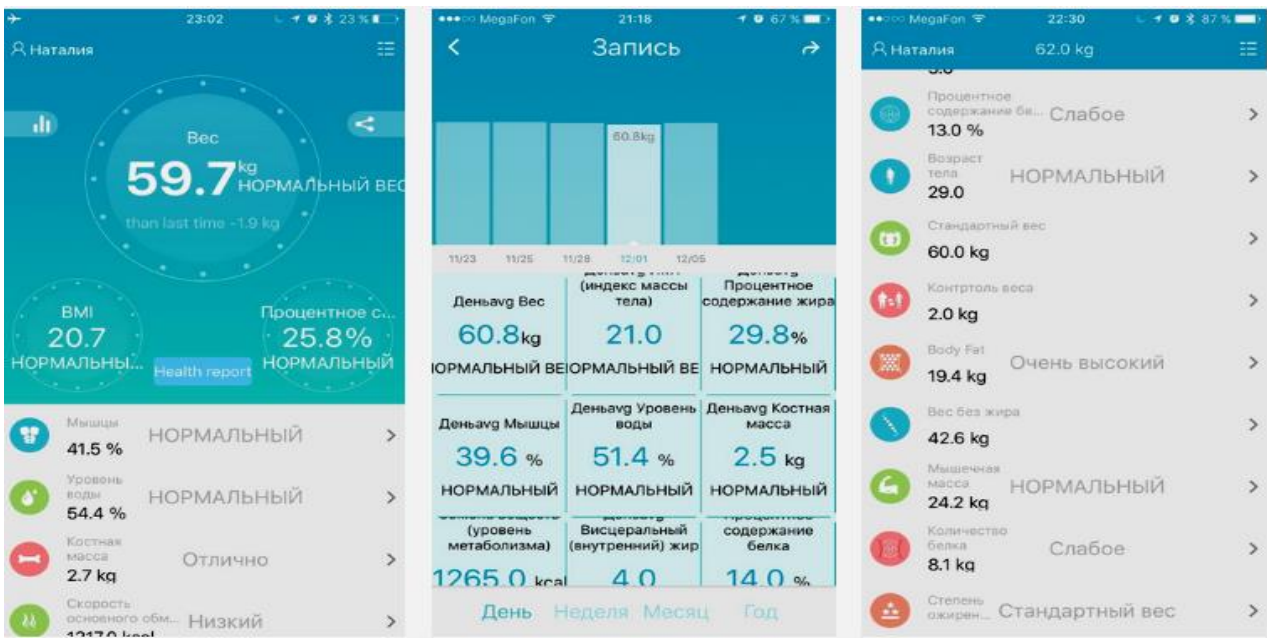 23:02
23 %
Наталия
Вес
59.7 kg
НОРМАЛЬНЫЙ ВЕС
than last time -1.9 kg
BMI
20.7
НОРМАЛЬНЫ...
Health report
Процентное с...
25.8%
НОРМАЛЬНЫЙ
Мышцы
41.5 %
НОРМАЛЬНЫЙ
Уровень
воды
54.4 %
НОРМАЛЬНЫЙ
Костная
масса
2.7 kg
Отлично
Скорость
основного обм...
Низкий
MegaFon
21:18
67 %
Запись
60.8kg
11/23 11/25 11/28 12/01 12/05
Деньavg Вес
60.8kg
(индекс массы
тела)
21.0
Процентное
содержание жира
29.8%
НОРМАЛЬНЫЙ
Деньavg Мышцы
39.6 %
НОРМАЛЬНЫЙ
Деньavg Уровень
воды
51.4 %
НОРМАЛЬНЫЙ
Деньavg Костная
масса
2.5 kg
НОРМАЛЬНЫЙ
(уровень
метаболизма)
1265.0 kcal
Висцеральный
(внутренний) жир
4.0
содержание
белка
14.0 %
День Неделя Месяц Год
MegaFon
22:30
87 %
Наталия
62.0 kg
Процентное
содержание бе...
13.0 %
Слабое
Возраст
тела
29.0
НОРМАЛЬНЫЙ
Стандартный вес
60.0 kg
Контртоль веса
2.0 kg
Body Fat
19.4 kg
Очень высокий
Вес без жира
42.6 kg
Мышечная
масса
24.2 kg
НОРМАЛЬНЫЙ
Количество
белка
8.1 kg
Слабое
Степень
ожирен...
Стандартный вес